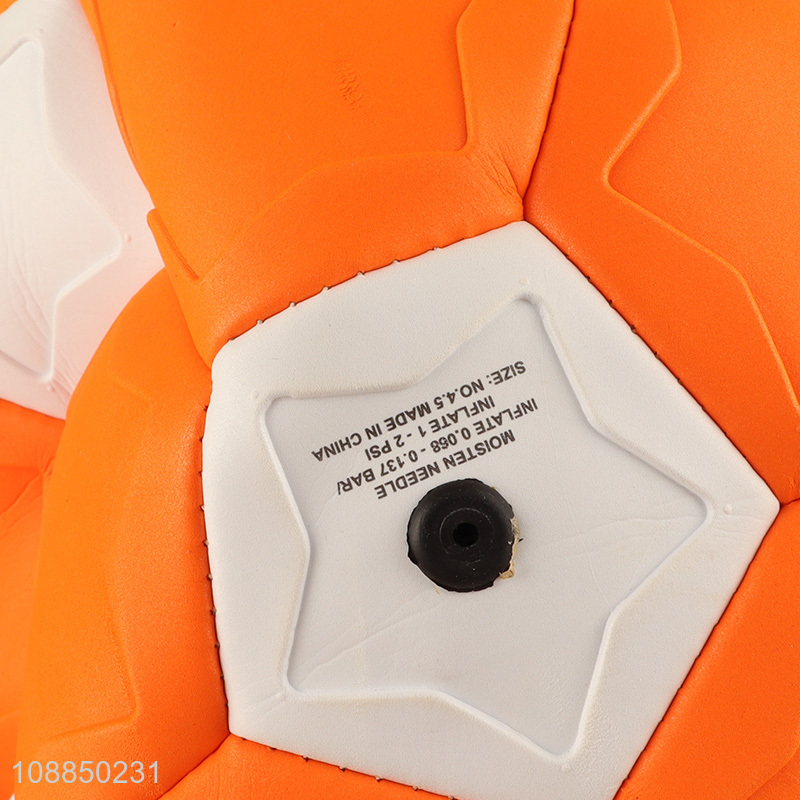 MOISTEN NEEDLE
INFLATE 0.068 - 0.137 BAR/
INFLATE 1 - 2 PSI
SIZE: NO.4.5 MADE IN CHINA
108850231